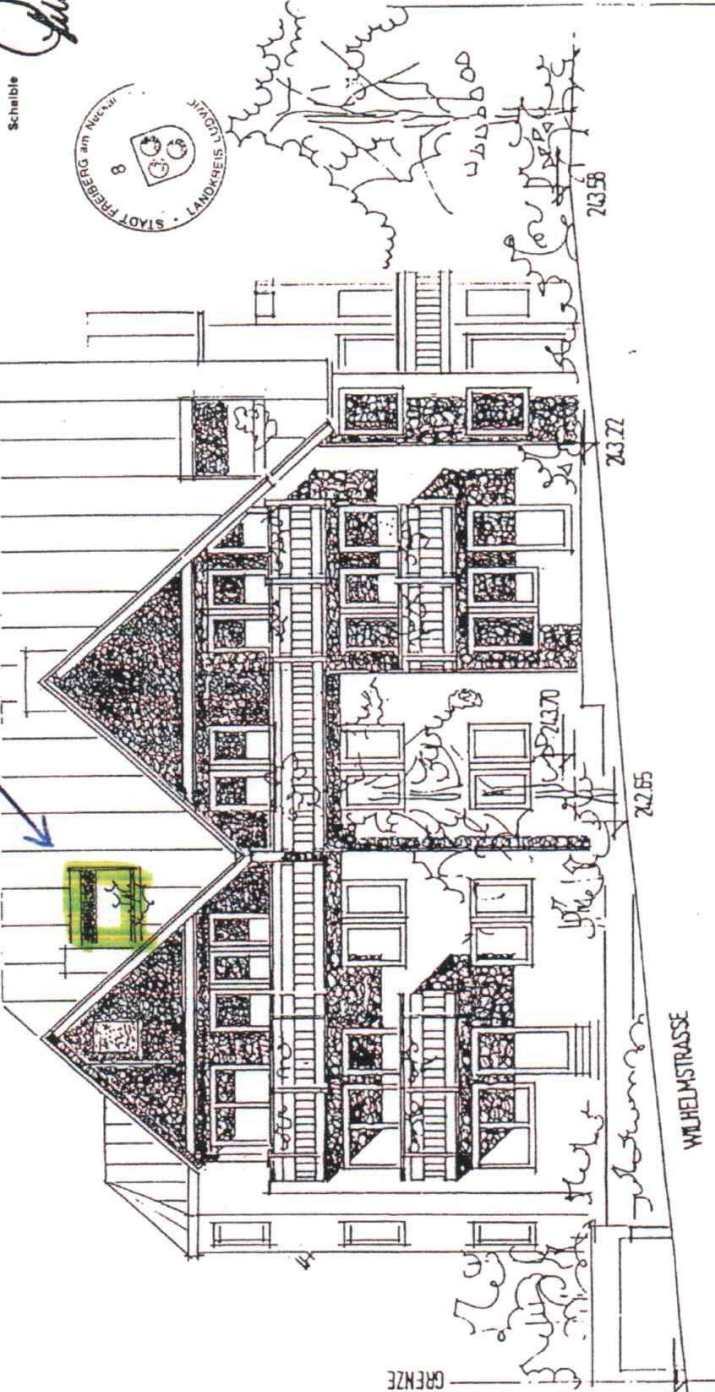 Scheible
STADT FREIBERG am Neckar
LANDKREIS LUDWIG
8
243.58
243.22
243.70
242.65
WILHELMSTRASSE
GRENZE